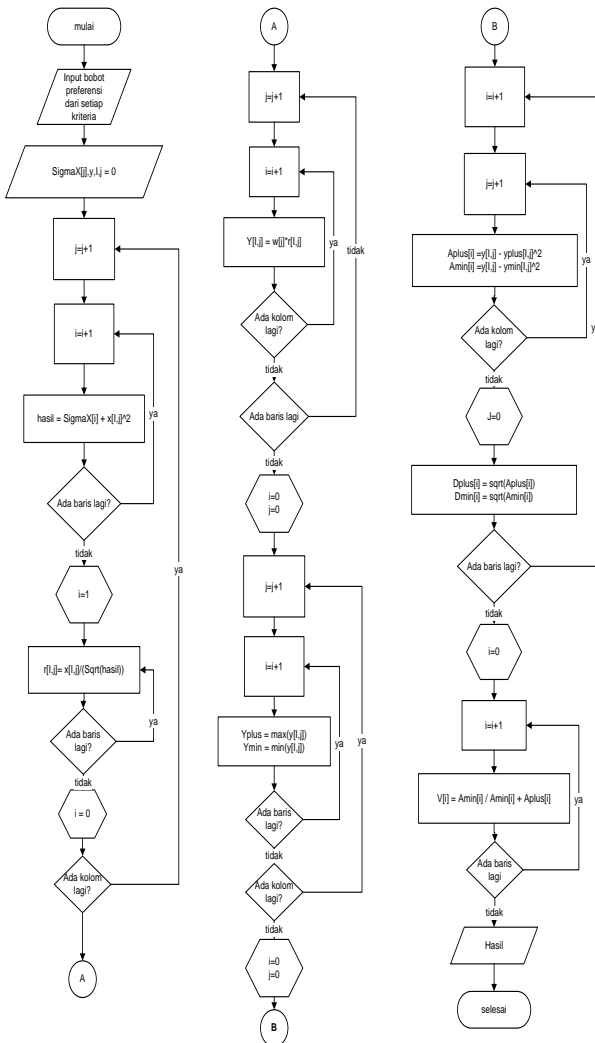 mulai
Input bobot
preferensi
dari setiap
kriteria
SigmaX[j],y,I,j = 0
j=j+1
i=i+1
hasil = SigmaX[i] + x[I,j]^2
ya
Ada baris lagi?
tidak
i=1
ya
r[I,j]= x[I,j]/(Sqrt(hasil))
ya
Ada baris
lagi?
tidak
i = 0
Ada kolom
lagi?
A
A
j=j+1
i=i+1
Y[I,j] = w[j]*r[I,j]
ya
tidak
Ada kolom
lagi?
tidak
Ada baris lagi
tidak
i=0
j=0
j=j+1
i=i+1
Yplus = max(y[I,j])
Ymin = min(y[I,j])
ya
ya
Ada baris
lagi?
tidak
Ada kolom
lagi?
tidak
i=0
j=0
B
B
i=i+1
j=j+1
Aplus[i] =y[I,j] - yplus[I,j]^2
Amin[i] =y[I,j] - ymin[I,j]^2
ya
Ada kolom
lagi?
y
tidak
J=0
Dplus[i] = sqrt(Aplus[i])
Dmin[i] = sqrt(Amin[i])
Ada baris lagi?
tidak
i=0
i=i+1
V[i] = Amin[i] / Amin[i] + Aplus[i]
ya
Ada baris
lagi
tidak
Hasil
selesai